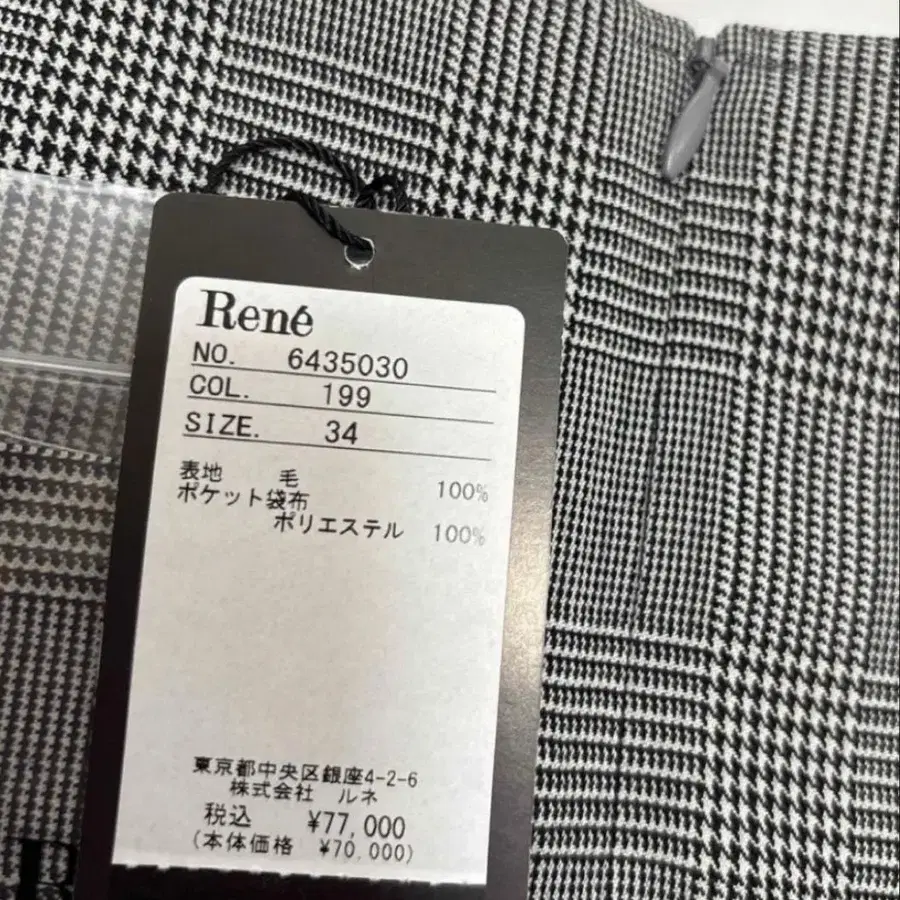 René
NO. 6435030
COL. 199
SIZE. 34
表地 毛 100%
ポケット袋布
ポリエステル 100%
東京都中央区銀座4-2-6
株式会社 ルネ
税込 ¥77,000
(本体価格 ¥70,000)